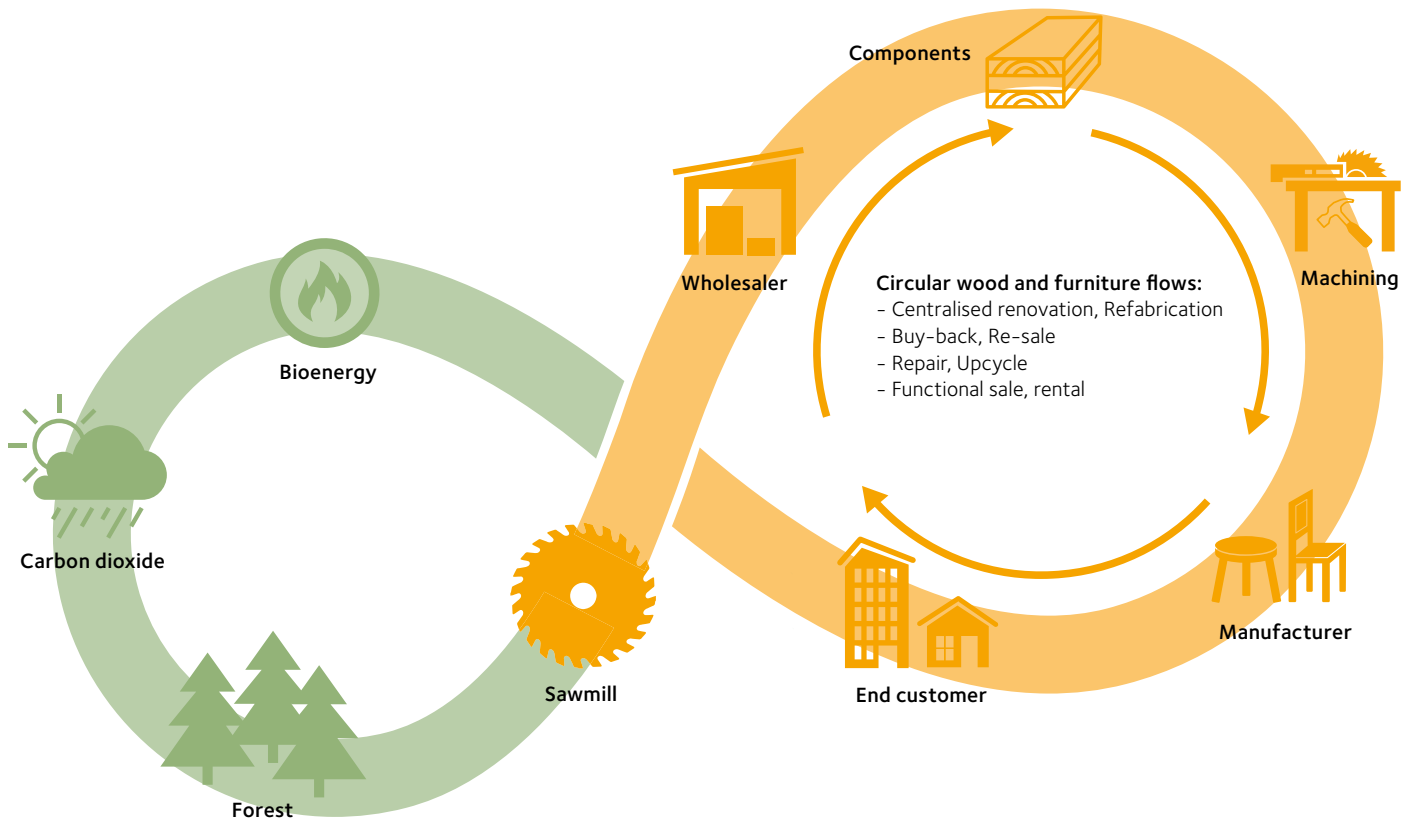 Components
Wholesaler
Machining
Circular wood and furniture flows:
- Centralised renovation, Refabrication
- Buy-back, Re-sale
- Repair, Upcycle
- Functional sale, rental
Bioenergy
Carbon dioxide
Manufacturer
Sawmill
End customer
Forest